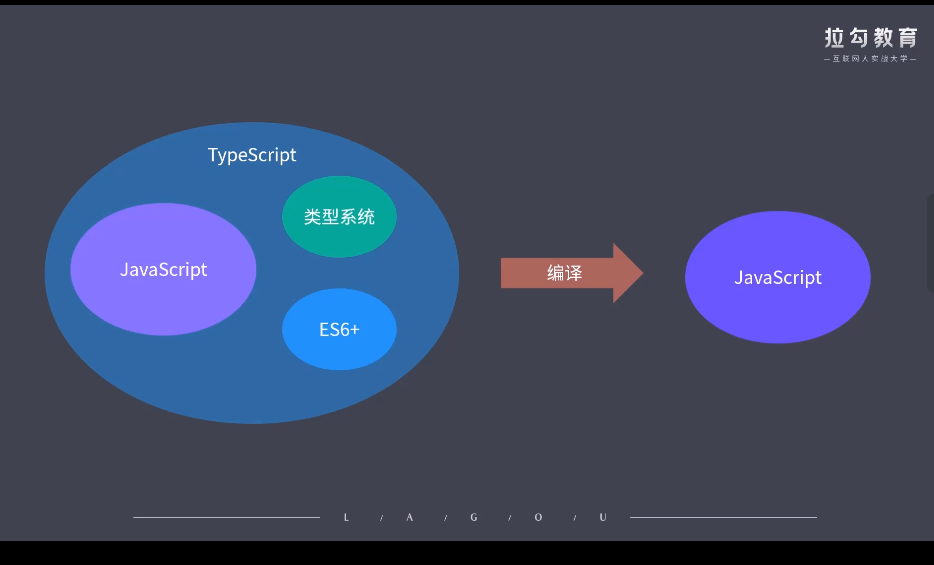 拉勾教育
—互联网人实战大学—
TypeScript
类型系统
JavaScript
编译
JavaScript
ES6+
L / A / G / O / U